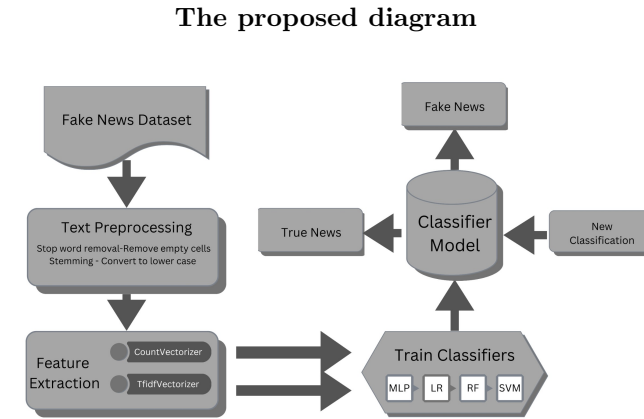 The proposed diagram
Fake News Dataset
Text Preprocessing
Stop word removal-Remove empty cells
Stemming - Convert to lower case
Feature
Extraction
CountVectorizer
TfidfVectorizer
Train Classifiers
MLP LR RF SVM
Classifier
Model
Fake News
True News
New
Classification